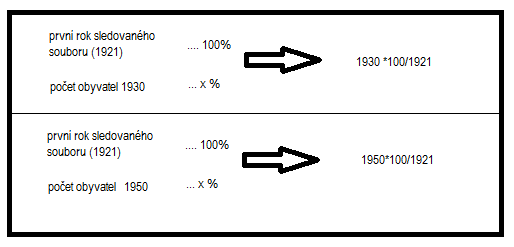 první rok sledovaného
souboru (1921) .... 100%
1930 *100/1921
počet obyvatel 1930 ... x %
první rok sledovaného
souboru (1921) .... 100%
1950*100/1921
počet obyvatel 1950 ... x %